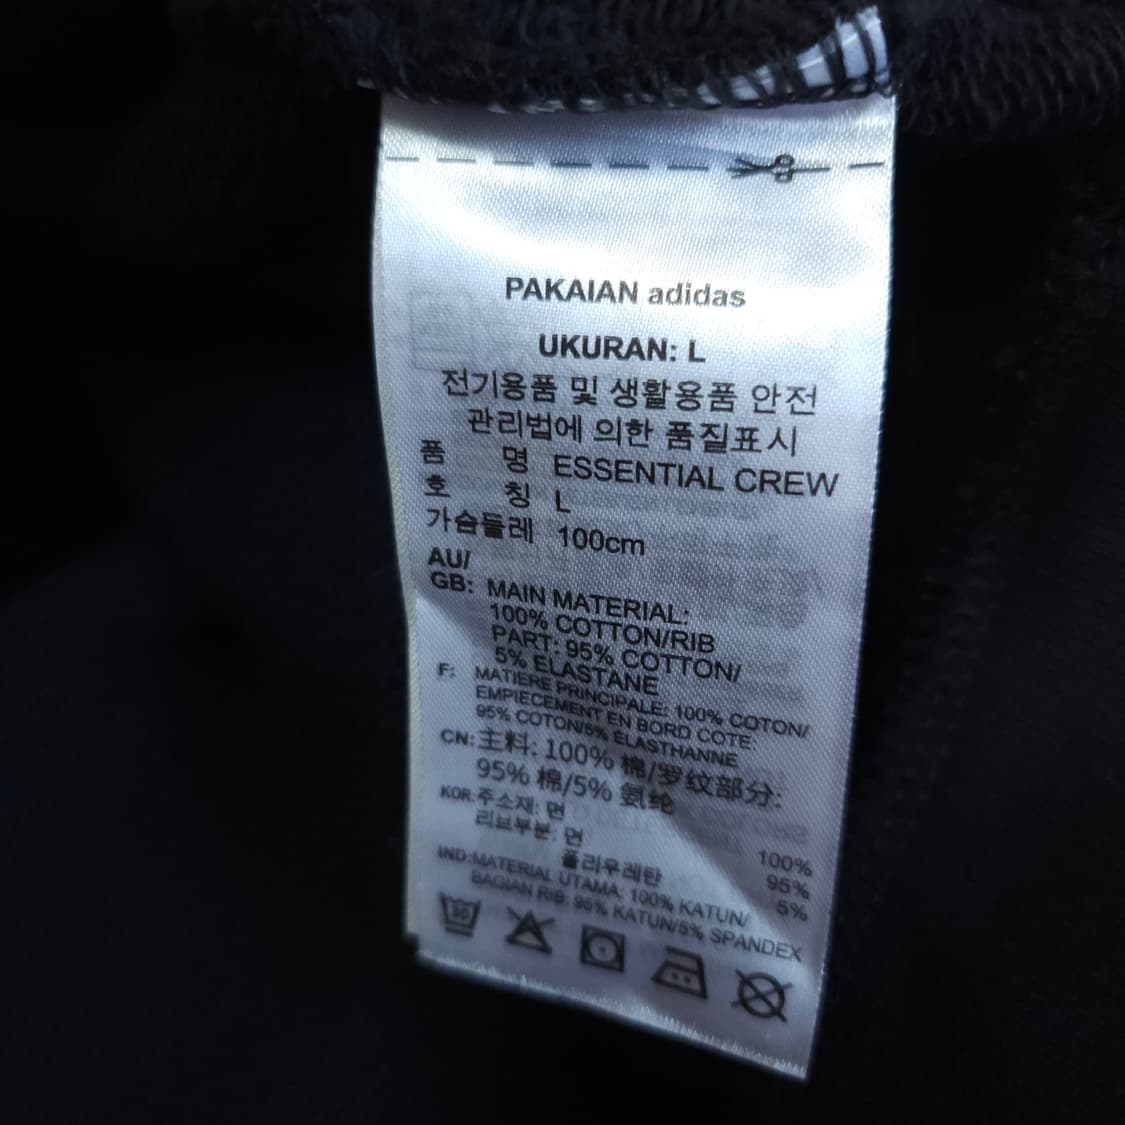 PAKAIAN adidas
UKURAN: L
전기용품 및 생활용품 안전
관리법에 의한 품질표시
품 명 ESSENTIAL CREW
호 칭 L
가슴둘레 100cm
AU/
GB: MAIN MATERIAL:
100% COTTON/RIB
PART: 95% COTTON/
5% ELASTANE
F: MATIERE PRINCIPALE: 100% COTON/
EMPIECEMENT EN BORD COTE:
95% COTON/5% ELASTHANNE
CN: 主料: 100% 棉/罗纹部分:
95% 棉/5% 氨纶
KOR: 주소재: 면 100%
리브부분: 면 95%
폴리우레탄 5%
IND: MATERIAL UTAMA: 100% KATUN/
BAGIAN RIB: 95% KATUN/5% SPANDEX
30